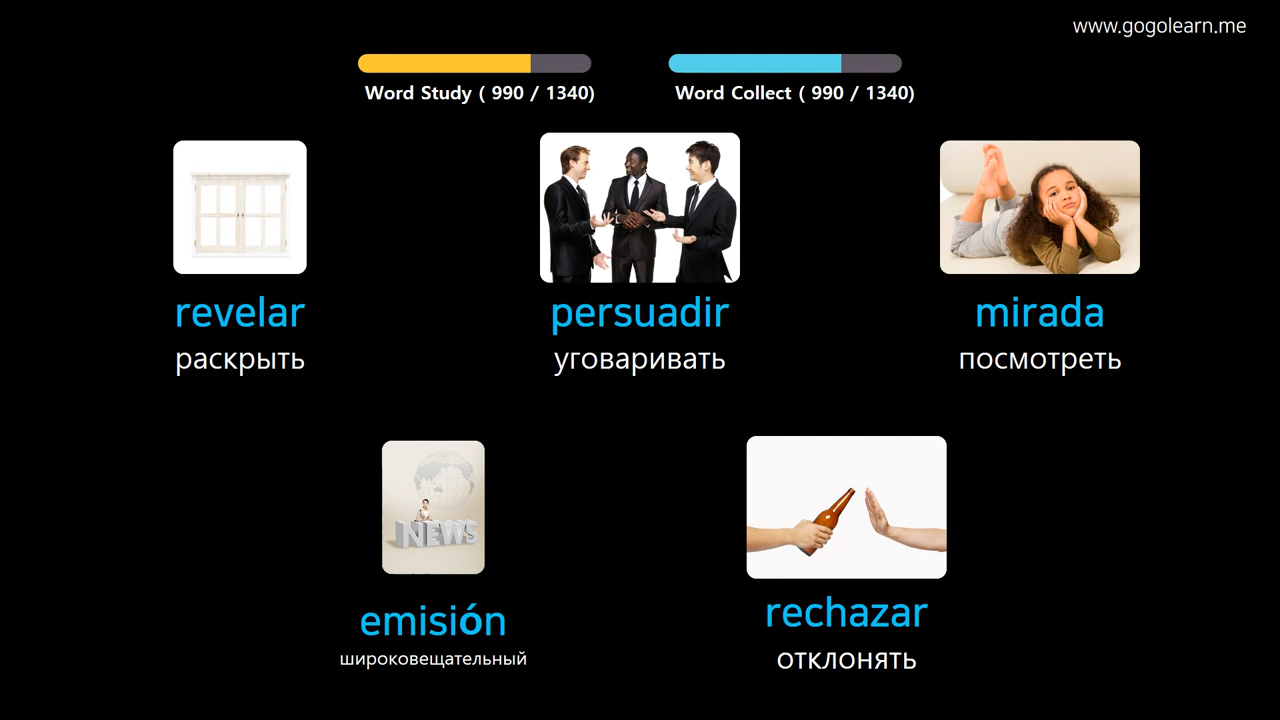 www.gogolearn.me
Word Study ( 990 / 1340)
Word Collect ( 990 / 1340)
revelar
раскрыть
persuadir
уговаривать
mirada
посмотреть
NEWS
emisión
широковещательный
rechazar
отклонять